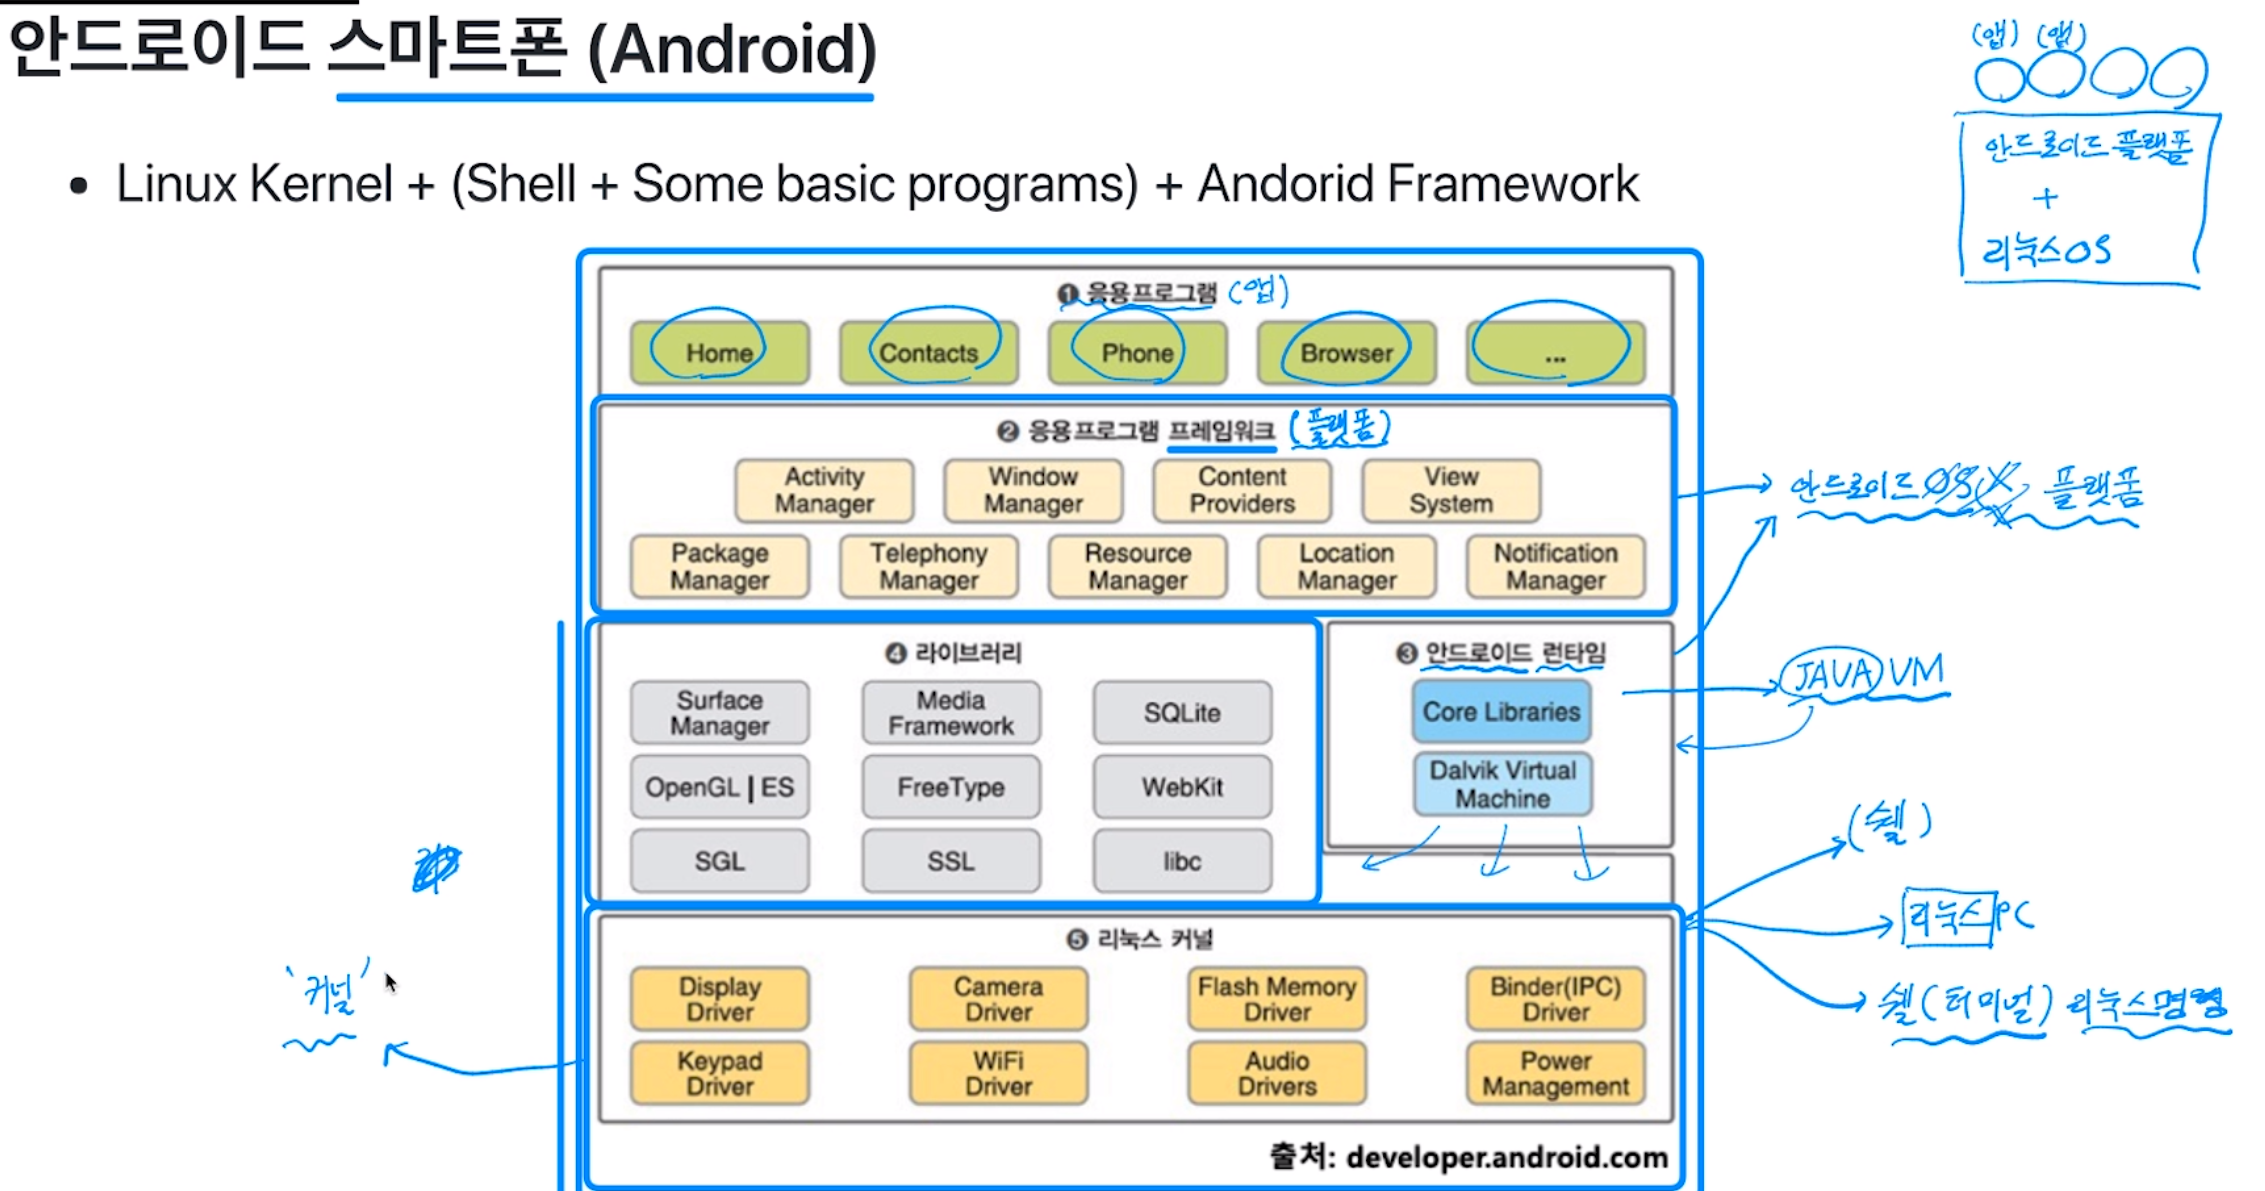 안드로이드 스마트폰 (Android)
(앱) (앱)
안드로이드 플랫폼
+
리눅스OS
• Linux Kernel + (Shell + Some basic programs) + Andorid Framework
❶ 응용프로그램 (앱)
Home Contacts Phone Browser ...
❷ 응용프로그램 프레임워크 (플랫폼)
Activity Manager
Window Manager
Content Providers
View System
Package Manager
Telephony Manager
Resource Manager
Location Manager
Notification Manager
안드로이드 OS X 플랫폼
❹ 라이브러리
Surface Manager
Media Framework
SQLite
OpenGL | ES
FreeType
WebKit
SGL
SSL
libc
❸ 안드로이드 런타임
Core Libraries
Dalvik Virtual Machine
JAVA VM
(쉘)
리눅스PC
쉘(터미널) 리눅스명령
'커널'
❺ 리눅스 커널
Display Driver
Camera Driver
Flash Memory Driver
Binder(IPC) Driver
Keypad Driver
WiFi Driver
Audio Drivers
Power Management
출처: developer.android.com